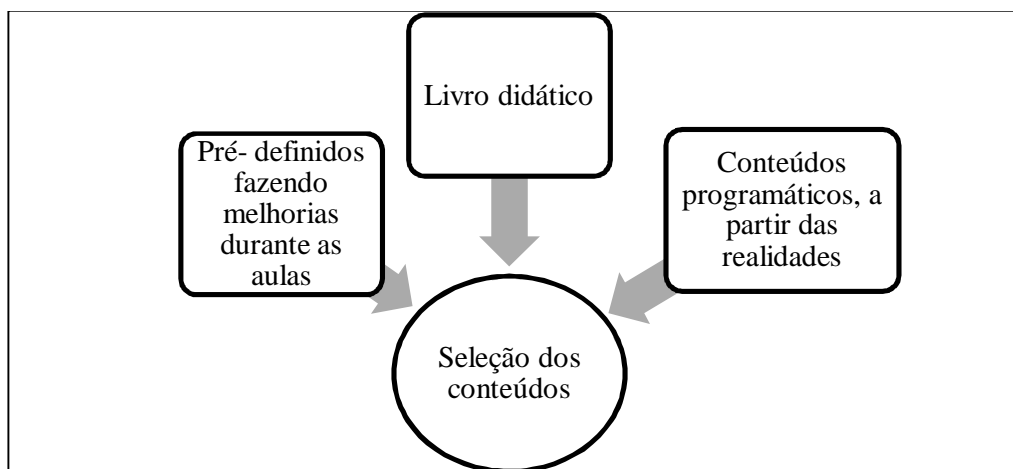 Livro didático
Pré- definidos
fazendo
melhorias
durante as
aulas
Conteúdos
programáticos, a
partir das
realidades
Seleção dos
conteúdos